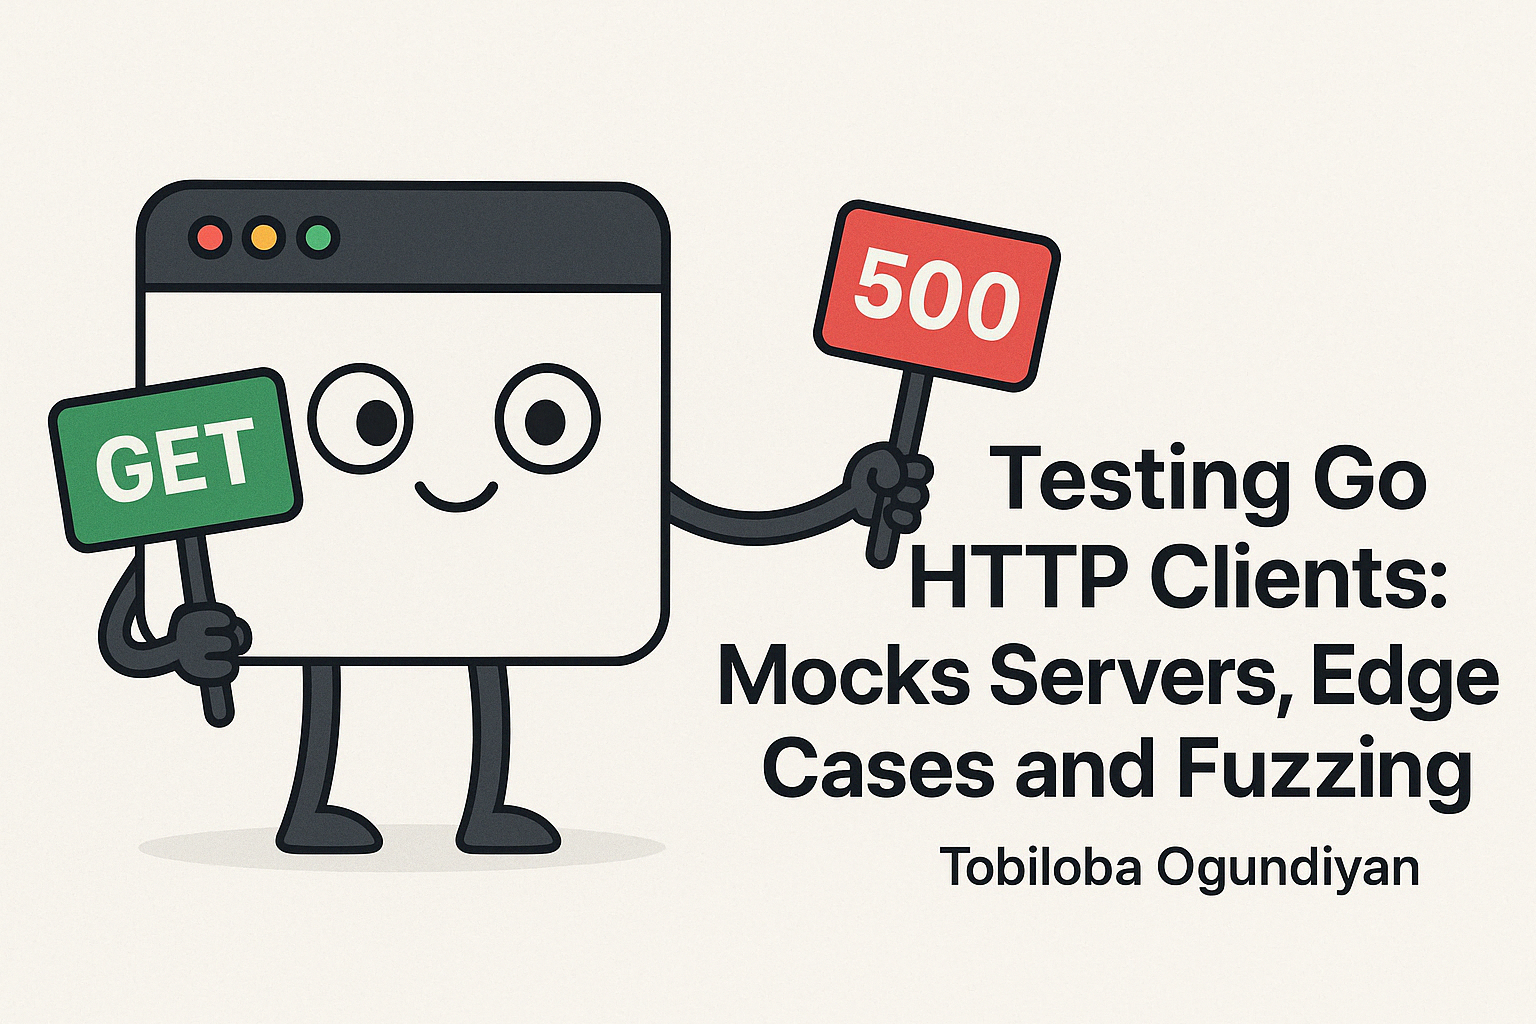 GET
500
Testing Go
HTTP Clients:
Mocks Servers, Edge
Cases and Fuzzing
Tobiloba Ogundiyan